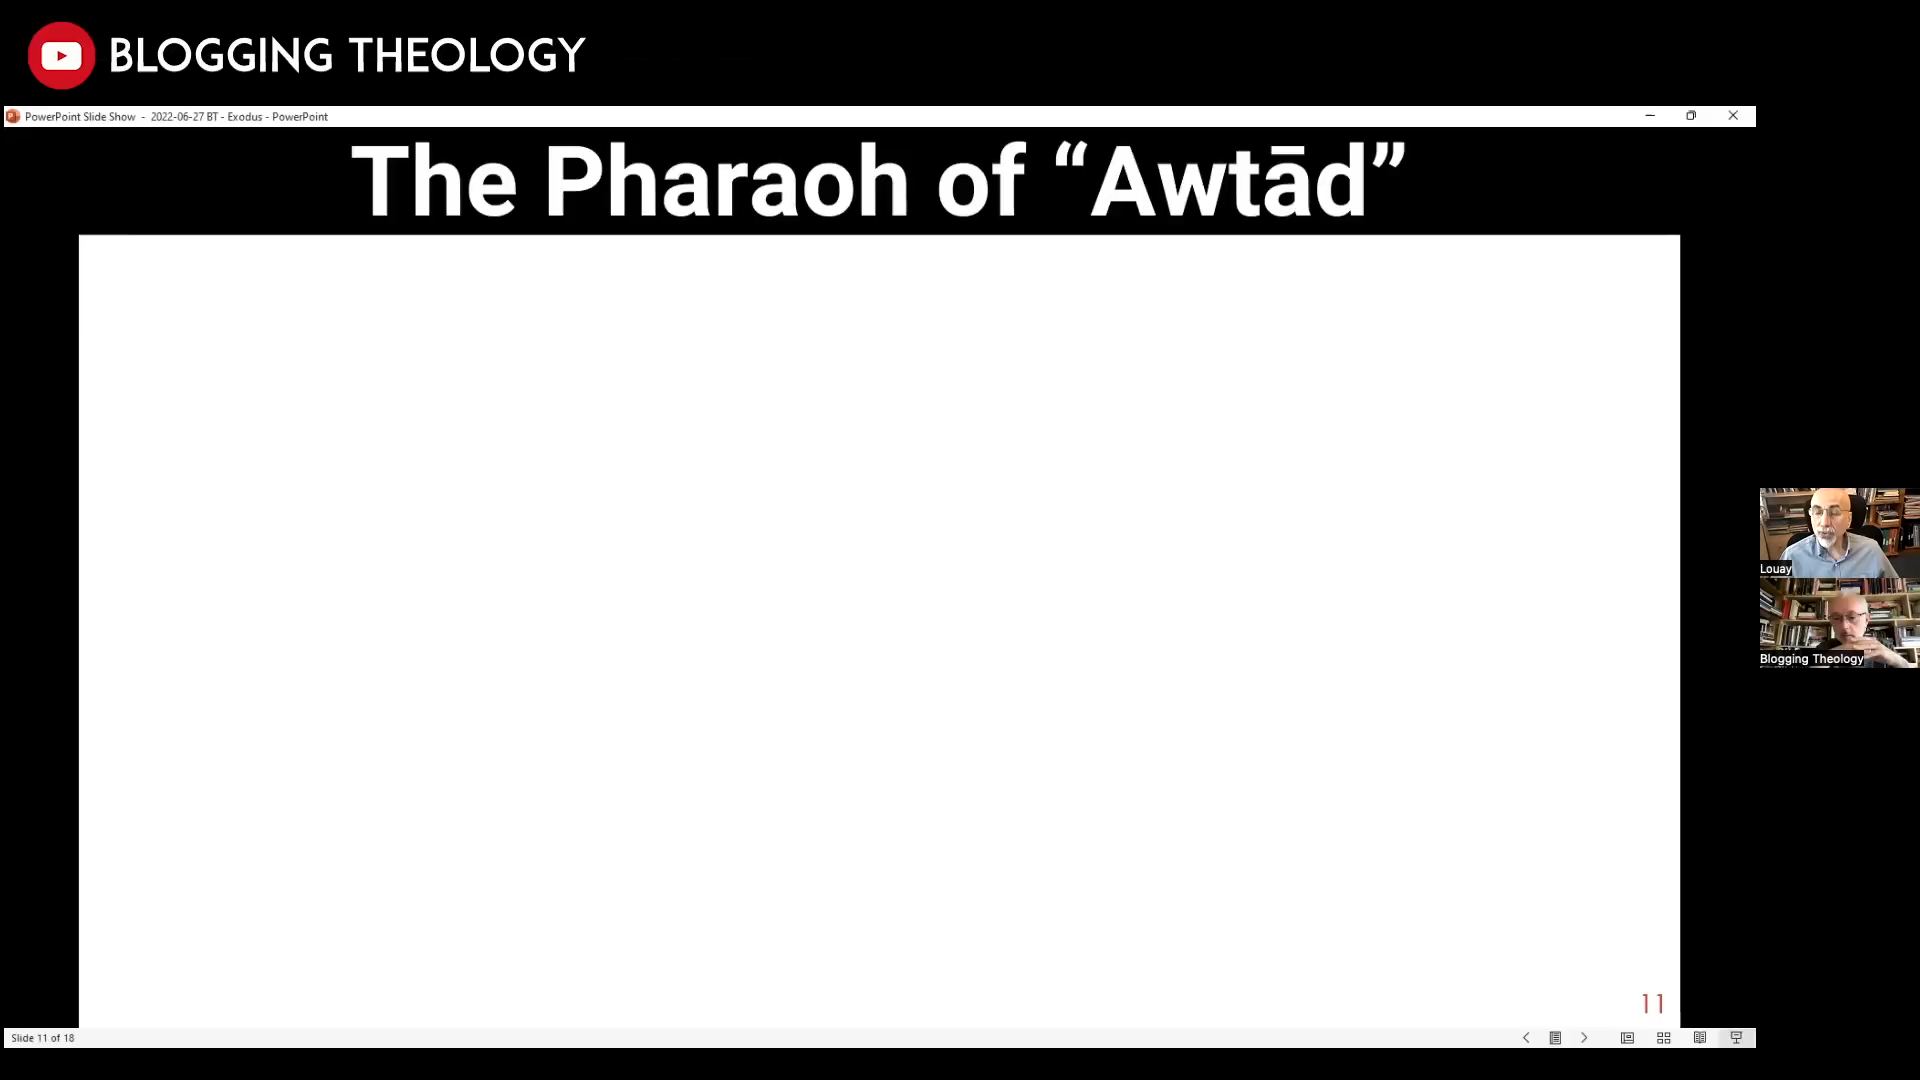 BLOGGING THEOLOGY
PowerPoint Slide Show - 2022-06-27 BT - Exodus - PowerPoint
The Pharaoh of “Awtād”
Louay
Blogging Theology
11
Slide 11 of 18